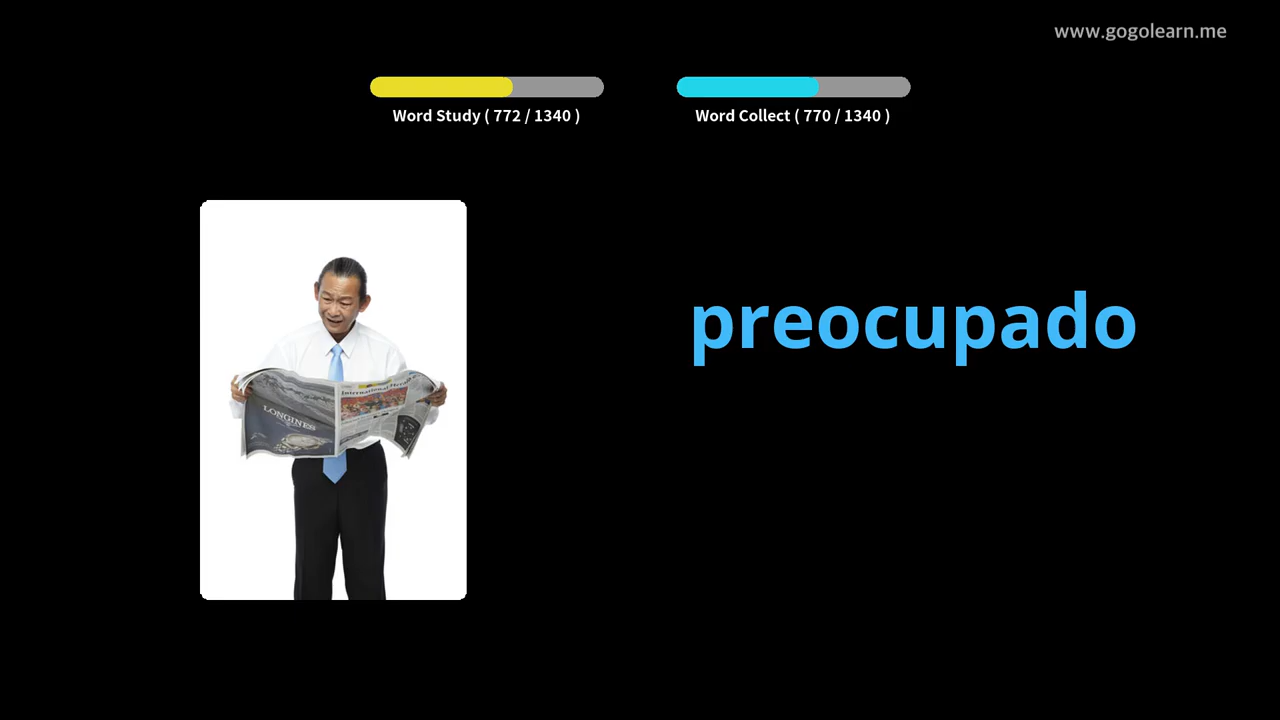 www.gogolearn.me
Word Study ( 772 / 1340 )
Word Collect ( 770 / 1340 )
preocupado
International Herald
LONGINES